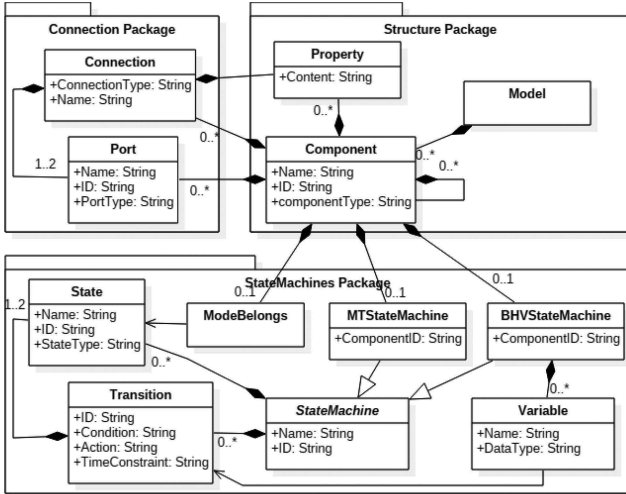 Connection Package
Structure Package
Connection
+ConnectionType: String
+Name: String
Property
+Content: String
Model
0..*
0..*
Port
+Name: String
+ID: String
+PortType: String
1..2
0..*
Component
+Name: String
+ID: String
+componentType: String
0..*
0..*
StateMachines Package
State
+Name: String
+ID: String
+StateType: String
1..2
0..1
0..1
0..1
ModeBelongs
MTStateMachine
+ComponentID: String
BHVStateMachine
+ComponentID: String
0..*
0..*
Transition
+ID: String
+Condition: String
+Action: String
+TimeConstraint: String
0..*
StateMachine
+Name: String
+ID: String
Variable
+Name: String
+DataType: String